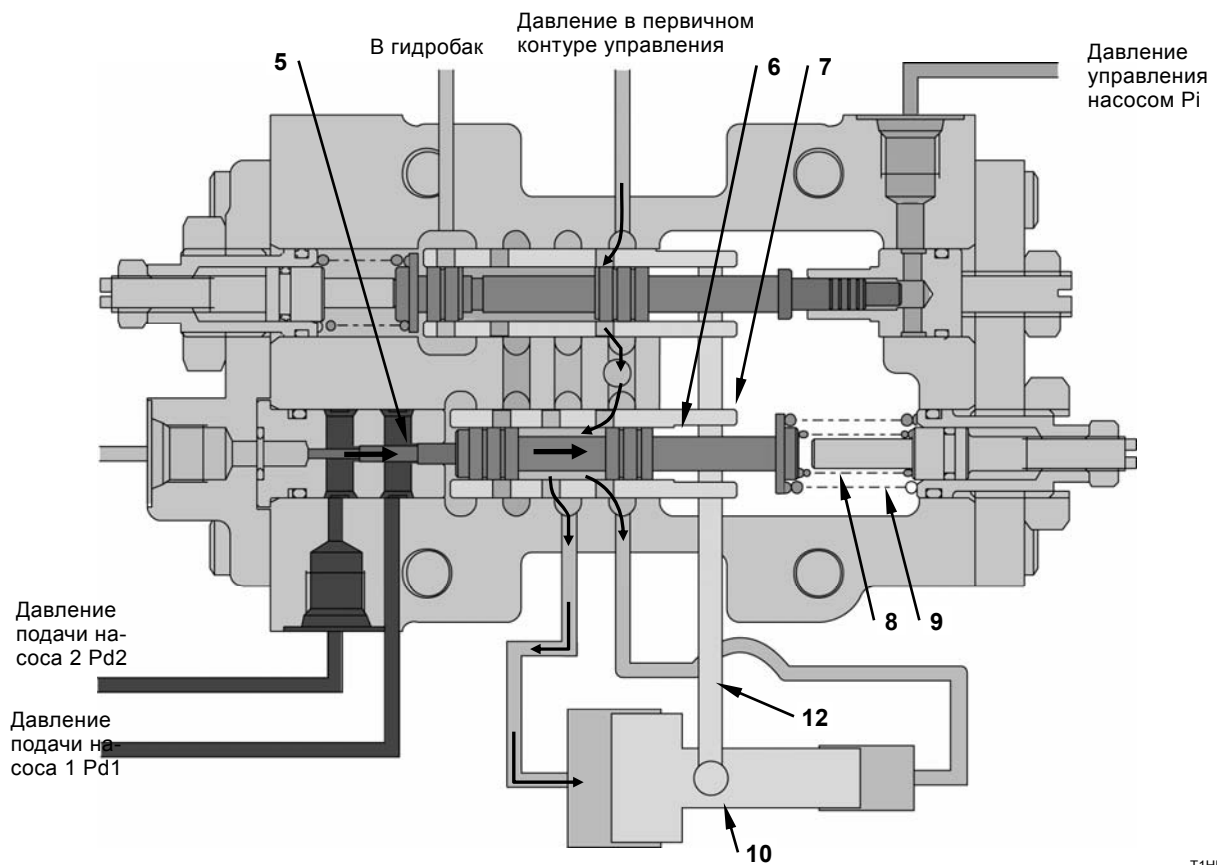 Давление в первичном
контуре управления
В гидробак
Давление
управления
насосом Pi
5
6
7
8
9
Давление
подачи на-
соса 2 Pd2
12
Давление
подачи на-
соса 1 Pd1
10